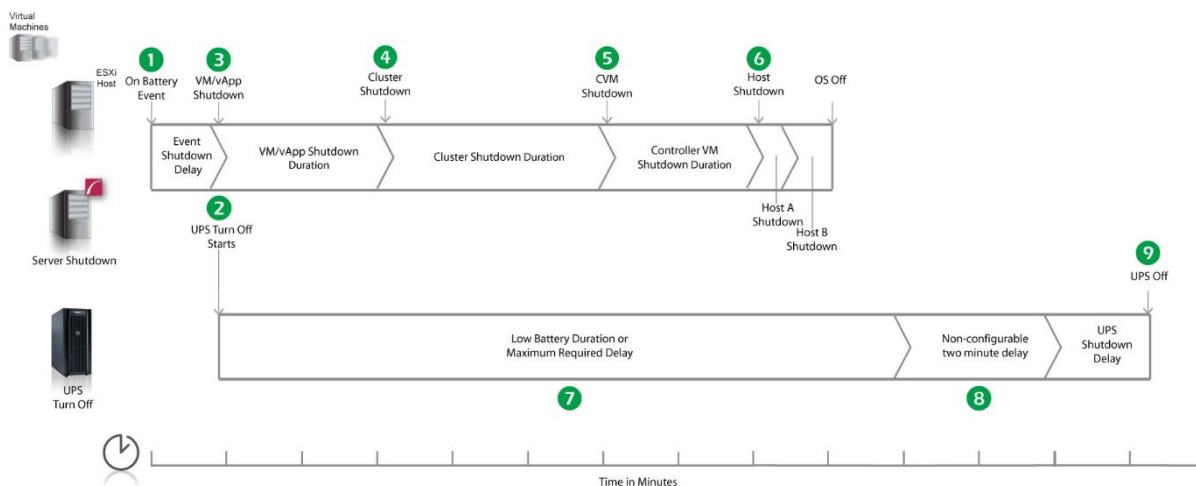 Virtual
Machines
ESXi
Host
1
On Battery
Event
3
VM/vApp
Shutdown
4
Cluster
Shutdown
5
CVM
Shutdown
6
Host
Shutdown
OS Off
Event
Shutdown
Delay
VM/vApp Shutdown
Duration
Cluster Shutdown Duration
Controller VM
Shutdown Duration
Host A
Shutdown
Host B
Shutdown
Server Shutdown
2
UPS Turn Off
Starts
9
UPS Off
Low Battery Duration or
Maximum Required Delay
Non-configurable
two minute delay
UPS
Shutdown
Delay
UPS
Turn Off
7
8
Time in Minutes